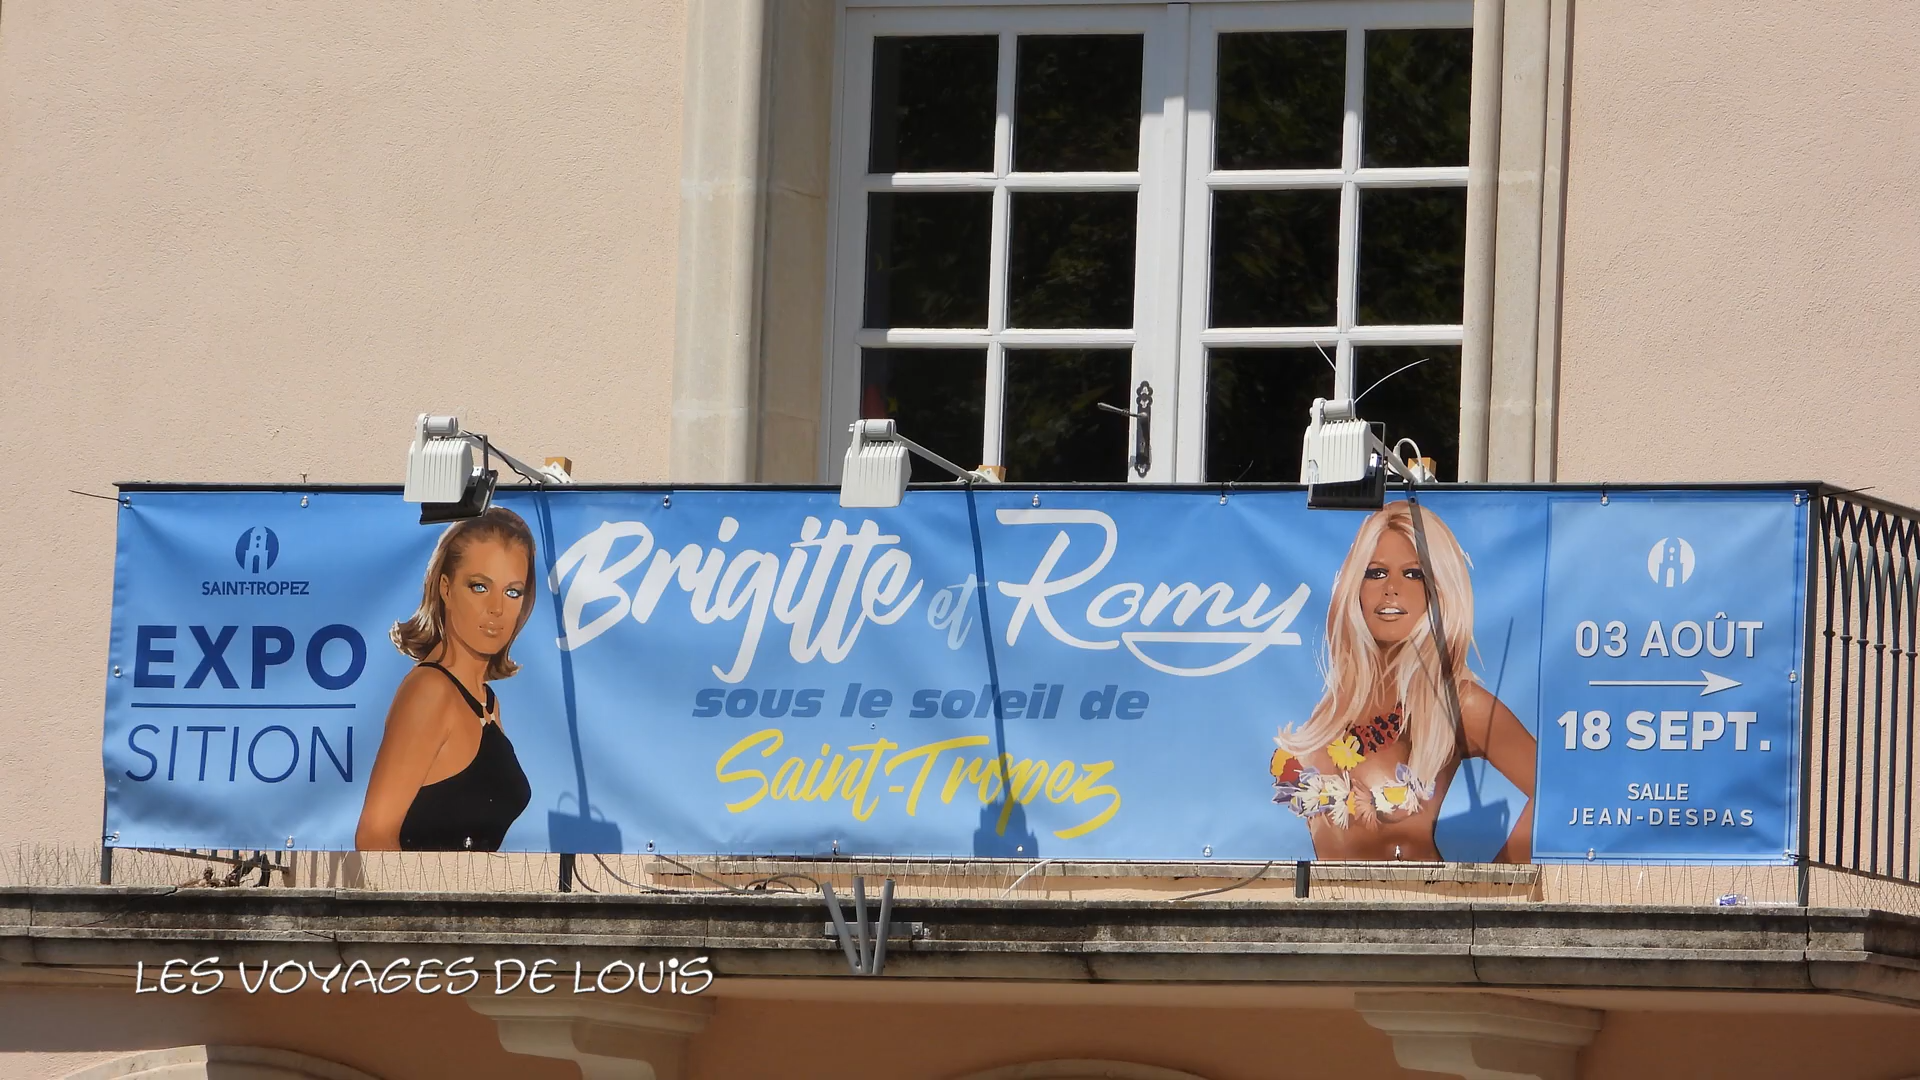 SAINT-TROPEZ
EXPO
SITION
Brigitte et Romy
sous le soleil de
Saint-Tropez
03 AOÛT
18 SEPT.
SALLE
JEAN-DESPAS
LES VOYAGES DE LOUiS